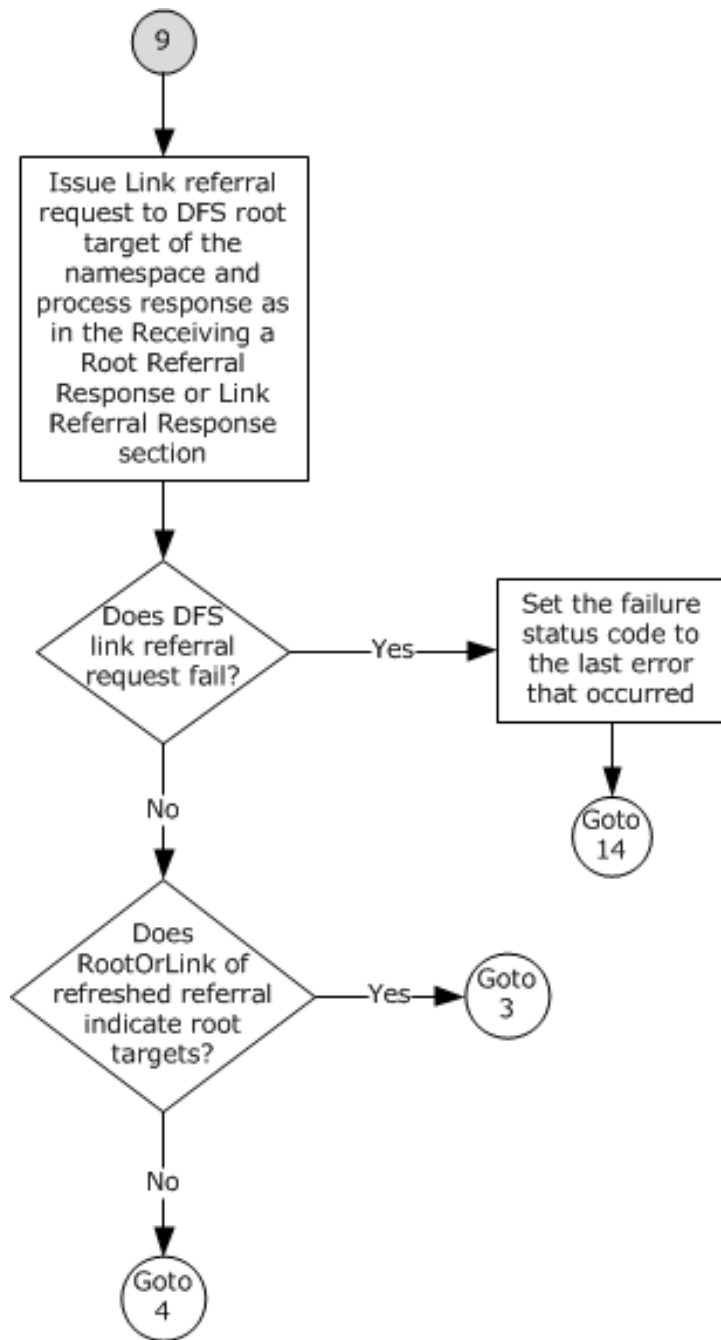 9
Issue Link referral
request to DFS root
target of the
namespace and
process response as
in the Receiving a
Root Referral
Response or Link
Referral Response
section
Does DFS
link referral
request fail?
Yes
Set the failure
status code to
the last error
that occurred
Goto
14
No
Does
RootOrLink of
refreshed referral
indicate root
targets?
Yes
Goto
3
No
Goto
4